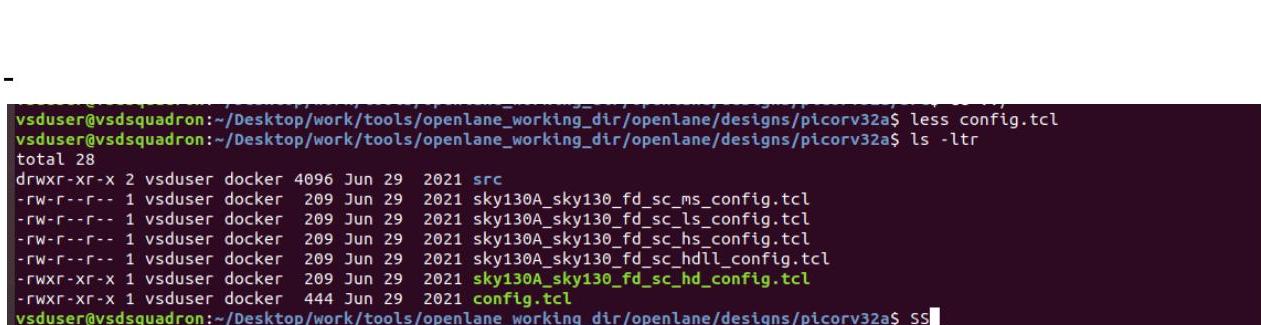 -
vsduser@vsdsquadron:~/Desktop/work/tools/openlane_working_dir/openlane/designs/picorv32a$ less config.tcl
vsduser@vsdsquadron:~/Desktop/work/tools/openlane_working_dir/openlane/designs/picorv32a$ ls -ltr
total 28
drwxr-xr-x 2 vsduser docker 4096 Jun 29  2021 src
-rw-r--r-- 1 vsduser docker  209 Jun 29  2021 sky130A_sky130_fd_sc_ms_config.tcl
-rw-r--r-- 1 vsduser docker  209 Jun 29  2021 sky130A_sky130_fd_sc_ls_config.tcl
-rw-r--r-- 1 vsduser docker  209 Jun 29  2021 sky130A_sky130_fd_sc_hs_config.tcl
-rw-r--r-- 1 vsduser docker  209 Jun 29  2021 sky130A_sky130_fd_sc_hdll_config.tcl
-rwxr-xr-x 1 vsduser docker  209 Jun 29  2021 sky130A_sky130_fd_sc_hd_config.tcl
-rwxr-xr-x 1 vsduser docker  444 Jun 29  2021 config.tcl
vsduser@vsdsquadron:~/Desktop/work/tools/openlane_working_dir/openlane/designs/picorv32a$ SS